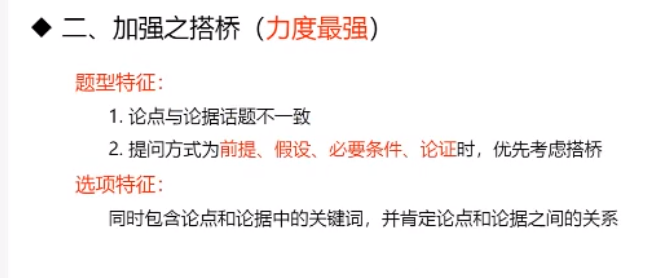 ◆ 二、加强之搭桥（力度最强）
题型特征：
1. 论点与论据话题不一致
2. 提问方式为前提、假设、必要条件、论证时，优先考虑搭桥
选项特征：
同时包含论点和论据中的关键词，并肯定论点和论据之间的关系